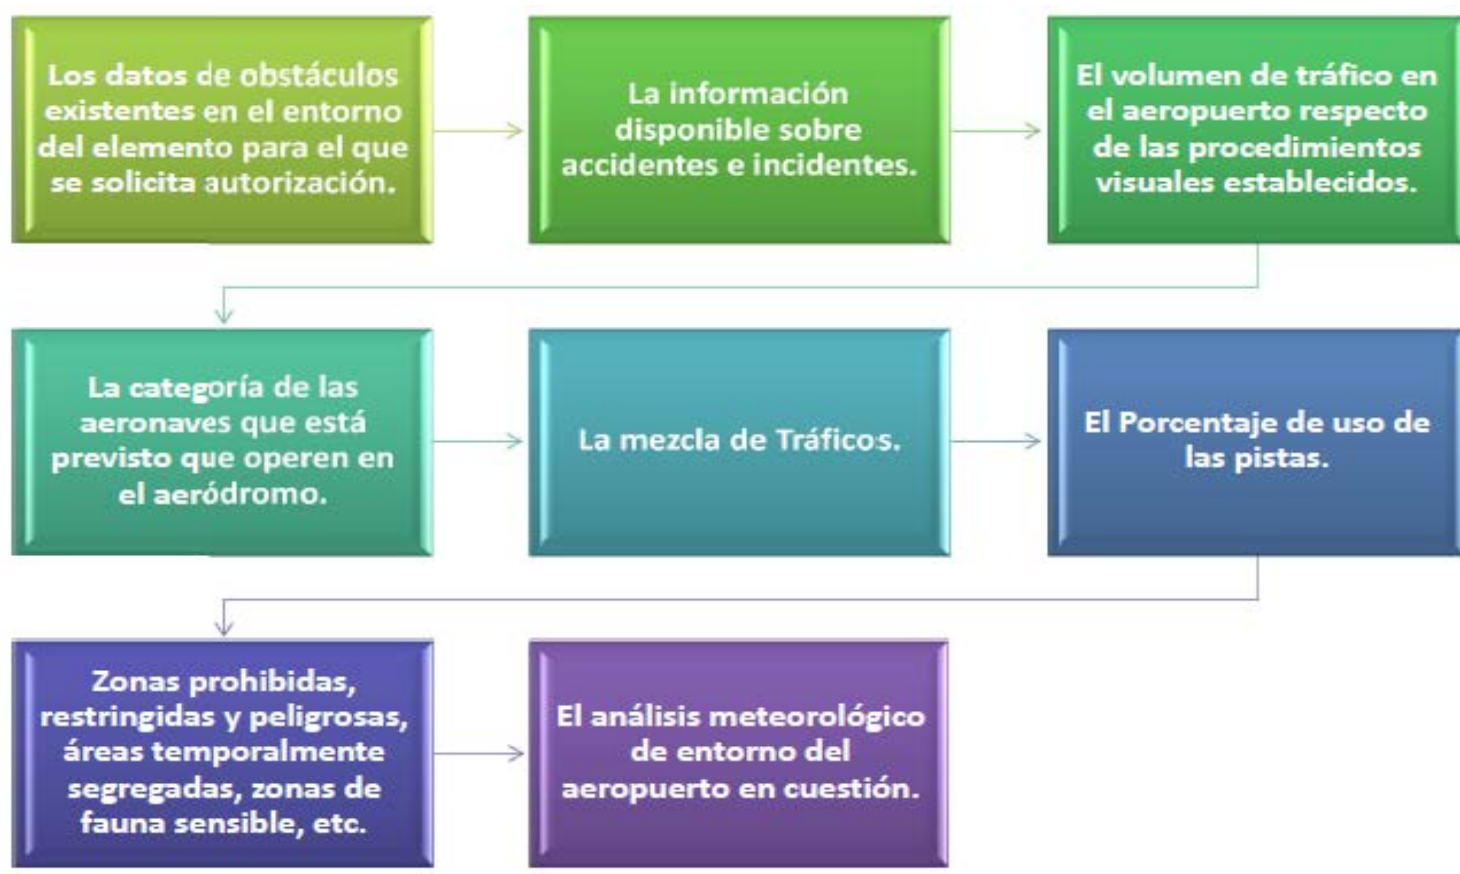 Los datos de obstáculos
existentes en el entorno
del elemento para el que
se solicita autorización.
La información
disponible sobre
accidentes e incidentes.
El volumen de tráfico en
el aeropuerto respecto
de las procedimientos
visuales establecidos.
La categoría de las
aeronaves que está
previsto que operen en
el aeródromo.
La mezcla de Tráficos.
El Porcentaje de uso de
las pistas.
Zonas prohibidas,
restringidas y peligrosas,
áreas temporalmente
segregadas, zonas de
fauna sensible, etc.
El análisis meteorológico
de entorno del
aeropuerto en cuestión.